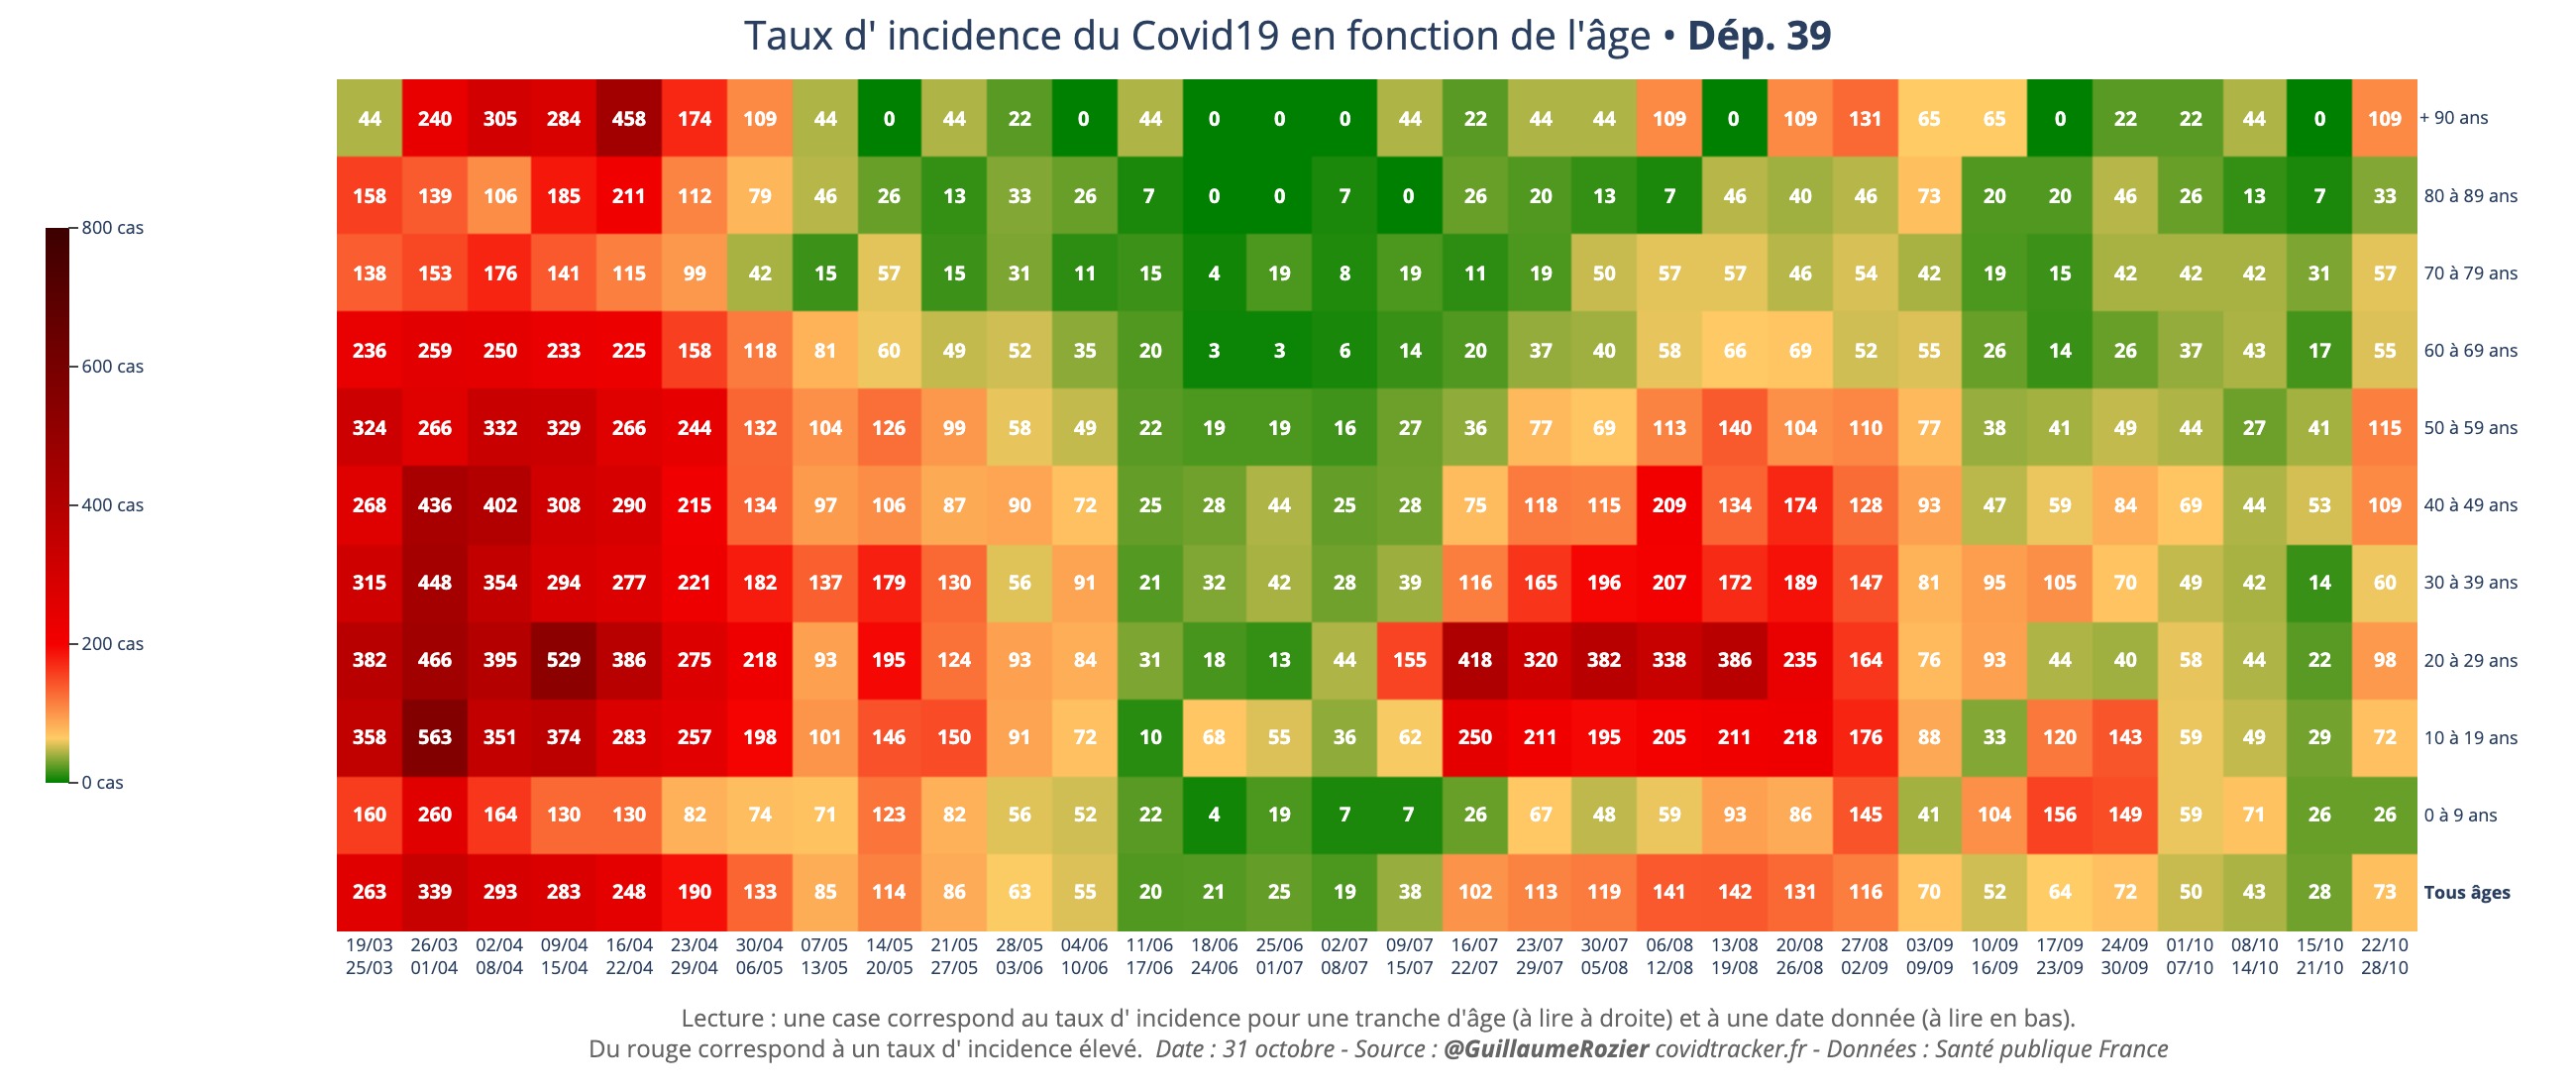 Taux d' incidence du Covid19 en fonction de l'âge • Dép. 39
800 cas
600 cas
400 cas
200 cas
0 cas
44 240 305 284 458 174 109 44 0 44 22 0 44 0 0 0 44 22 44 44 109 0 109 131 65 65 0 22 22 44 0 109 + 90 ans
158 139 106 185 211 112 79 46 26 13 33 26 7 0 0 7 0 26 20 13 7 46 40 46 73 20 20 46 26 13 7 33 80 à 89 ans
138 153 176 141 115 99 42 15 57 15 31 11 15 4 19 8 19 11 19 50 57 57 46 54 42 19 15 42 42 42 31 57 70 à 79 ans
236 259 250 233 225 158 118 81 60 49 52 35 20 3 3 6 14 20 37 40 58 66 69 52 55 26 14 26 37 43 17 55 60 à 69 ans
324 266 332 329 266 244 132 104 126 99 58 49 22 19 19 16 27 36 77 69 113 140 104 110 77 38 41 49 44 27 41 115 50 à 59 ans
268 436 402 308 290 215 134 97 106 87 90 72 25 28 44 25 28 75 118 115 209 134 174 128 93 47 59 84 69 44 53 109 40 à 49 ans
315 448 354 294 277 221 182 137 179 130 56 91 21 32 42 28 39 116 165 196 207 172 189 147 81 95 105 70 49 42 14 60 30 à 39 ans
382 466 395 529 386 275 218 93 195 124 93 84 31 18 13 44 155 418 320 382 338 386 235 164 76 93 44 40 58 44 22 98 20 à 29 ans
358 563 351 374 283 257 198 101 146 150 91 72 10 68 55 36 62 250 211 195 205 211 218 176 88 33 120 143 59 49 29 72 10 à 19 ans
160 260 164 130 130 82 74 71 123 82 56 52 22 4 19 7 7 26 67 48 59 93 86 145 41 104 156 149 59 71 26 26 0 à 9 ans
263 339 293 283 248 190 133 85 114 86 63 55 20 21 25 19 38 102 113 119 141 142 131 116 70 52 64 72 50 43 28 73 Tous âges
19/03 26/03 02/04 09/04 16/04 23/04 30/04 07/05 14/05 21/05 28/05 04/06 11/06 18/06 25/06 02/07 09/07 16/07 23/07 30/07 06/08 13/08 20/08 27/08 03/09 10/09 17/09 24/09 01/10 08/10 15/10 22/10
25/03 01/04 08/04 15/04 22/04 29/04 06/05 13/05 20/05 27/05 03/06 10/06 17/06 24/06 01/07 08/07 15/07 22/07 29/07 05/08 12/08 19/08 26/08 02/09 09/09 16/09 23/09 30/09 07/10 14/10 21/10 28/10
Lecture : une case correspond au taux d' incidence pour une tranche d'âge (à lire à droite) et à une date donnée (à lire en bas).
Du rouge correspond à un taux d' incidence élevé. Date : 31 octobre - Source : @GuillaumeRozier covidtracker.fr - Données : Santé publique France